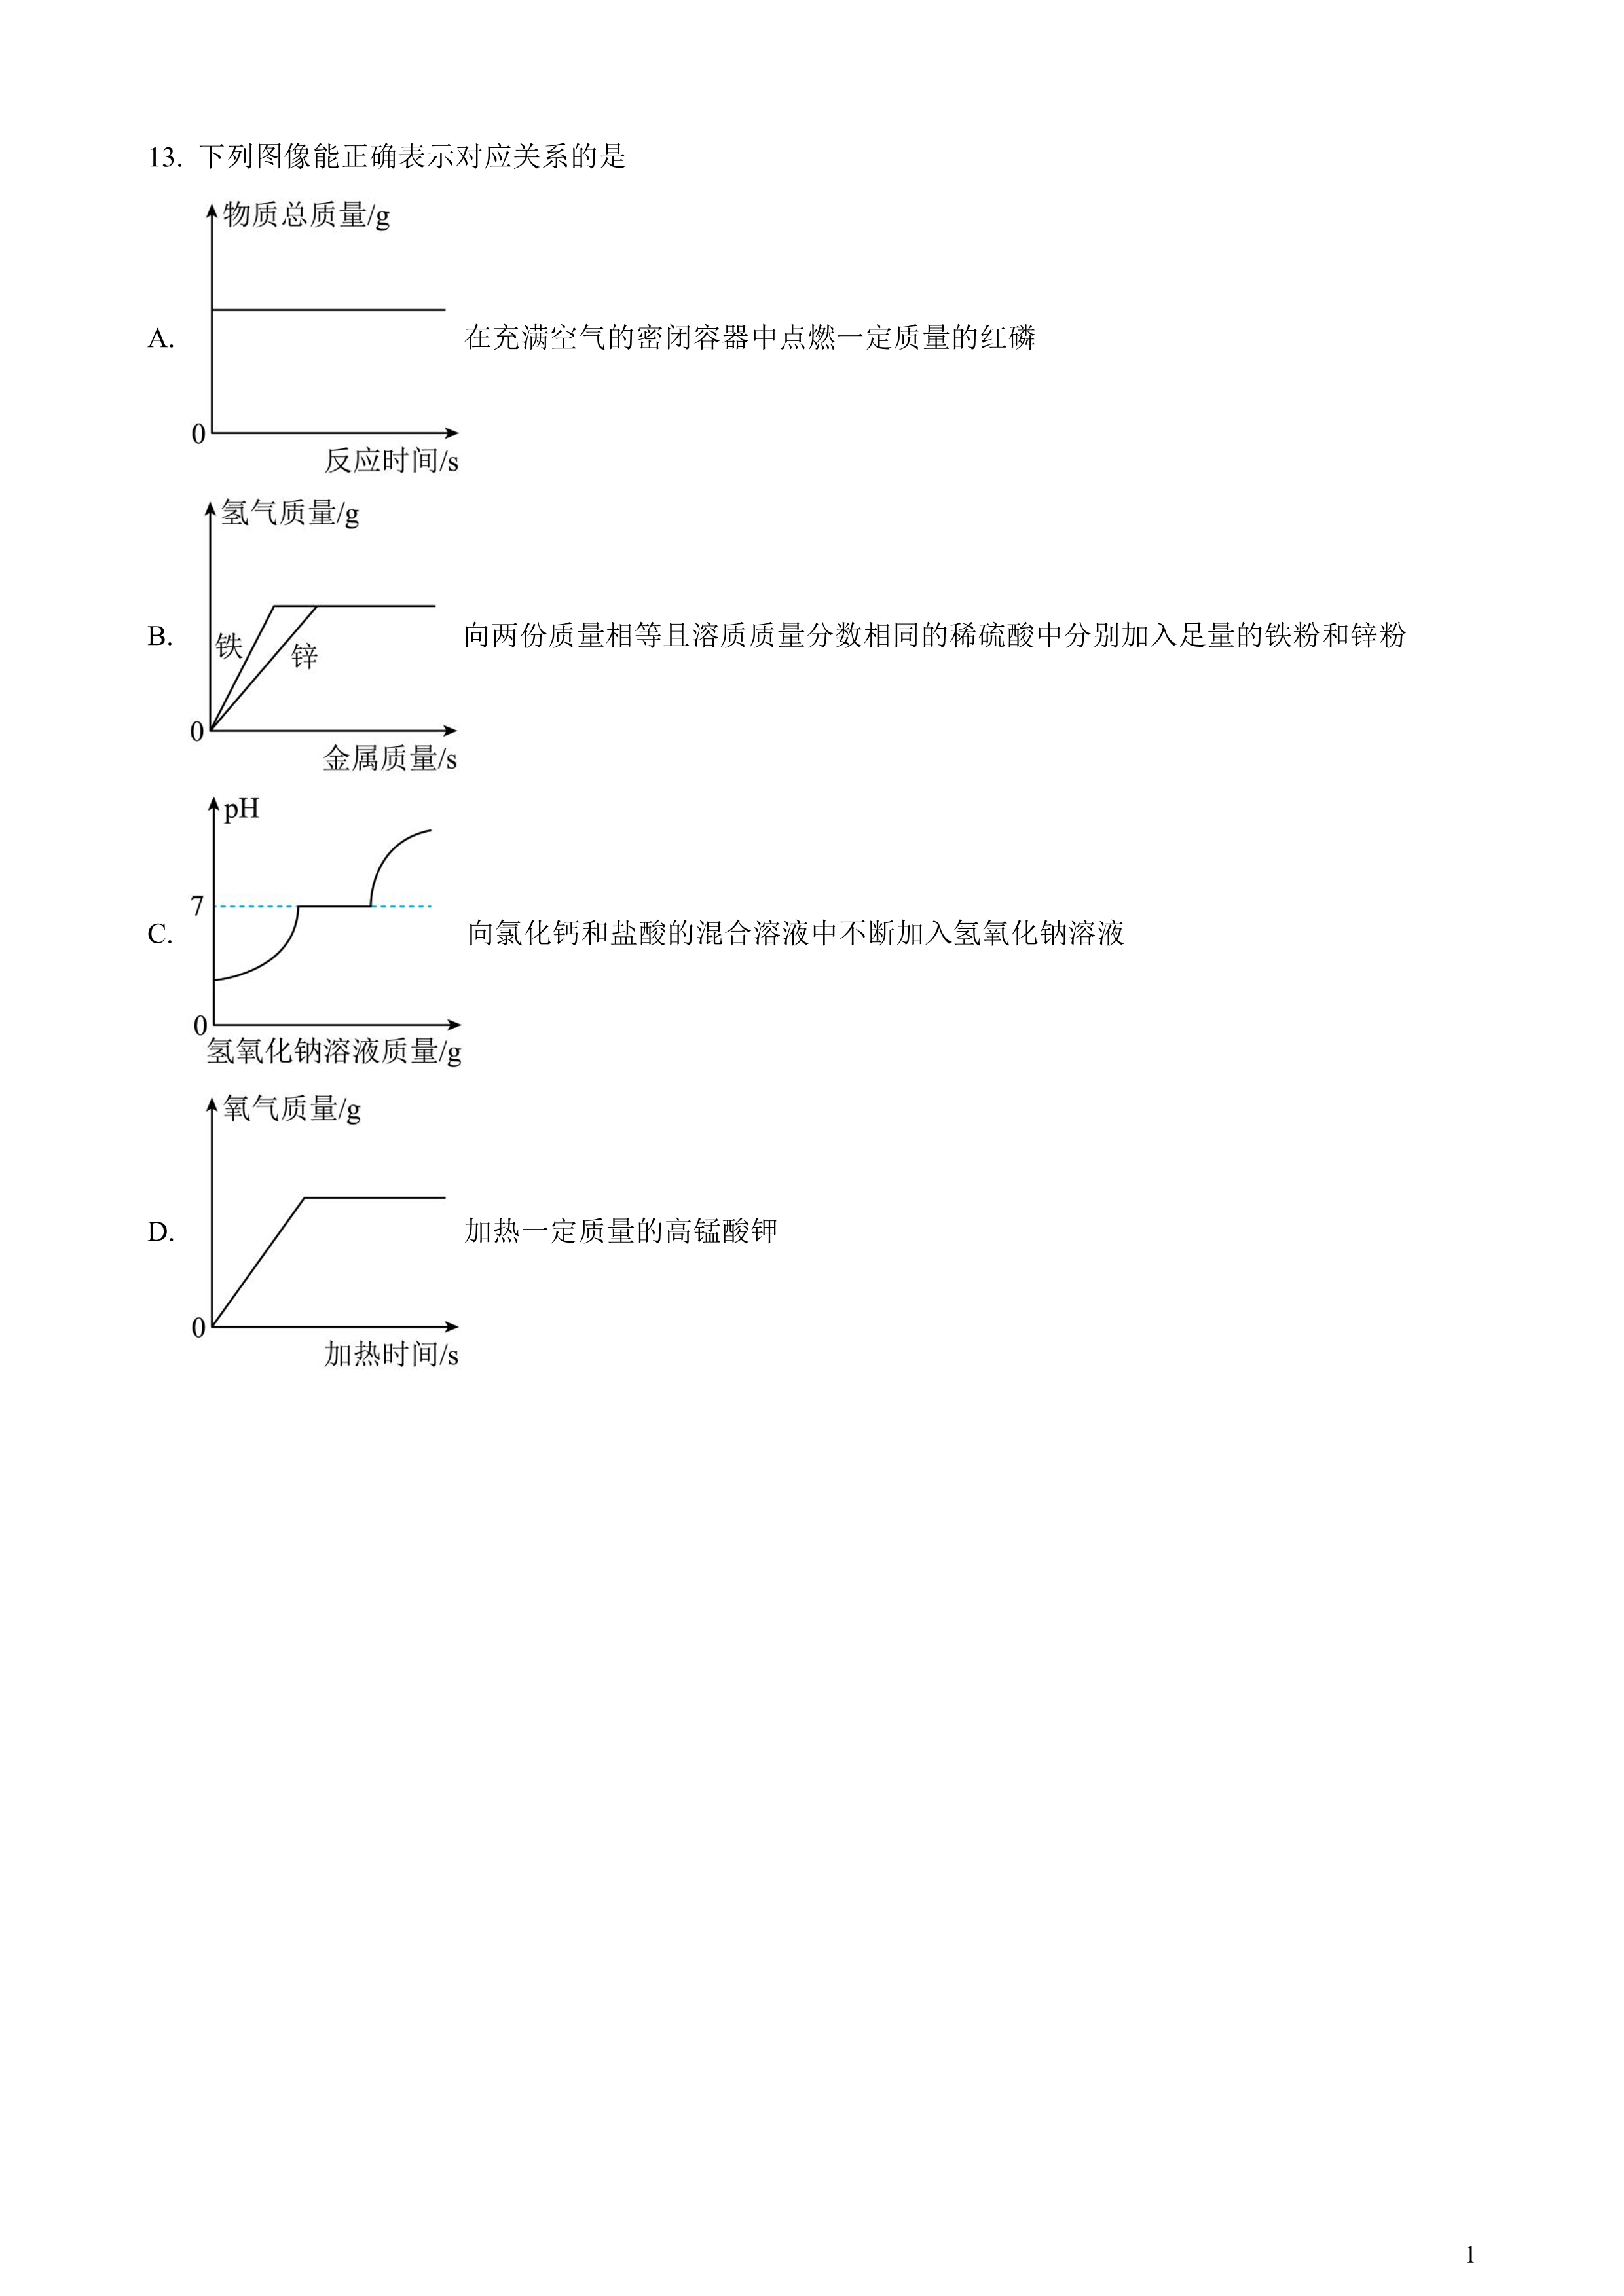 13. 下列图像能正确表示对应关系的是
物质总质量/g
A.
在充满空气的密闭容器中点燃一定质量的红磷
0
反应时间/s
氢气质量/g
B.
铁
锌
向两份质量相等且溶质质量分数相同的稀硫酸中分别加入足量的铁粉和锌粉
0
金属质量/s
pH
7
C.
向氯化钙和盐酸的混合溶液中不断加入氢氧化钠溶液
0
氢氧化钠溶液质量/g
氧气质量/g
D.
加热一定质量的高锰酸钾
0
加热时间/s
1